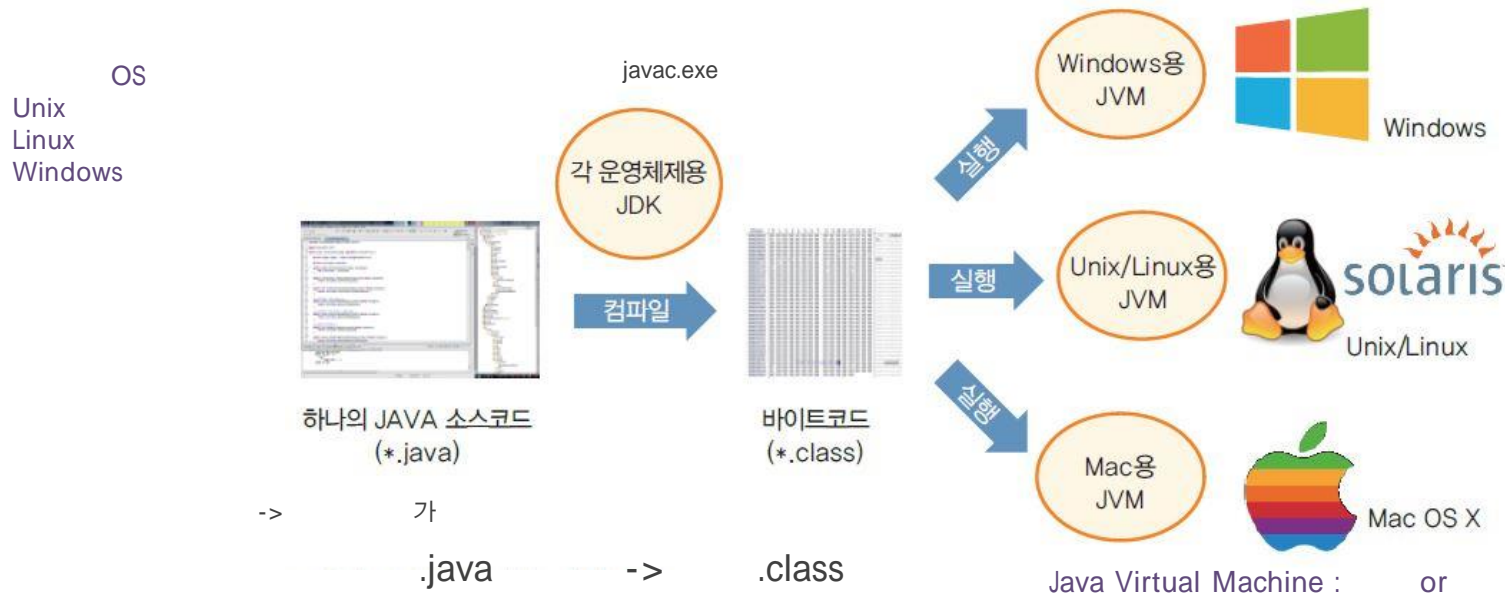 OS
Unix
Linux
Windows
javac.exe
각 운영체제용
JDK
컴파일
하나의 JAVA 소스코드
(*.java)
바이트코드
(*.class)
실행
Windows용
JVM
Windows
실행
Unix/Linux용
JVM
solaris
Unix/Linux
실행
Mac용
JVM
Mac OS X
-> 가
.java -> .class
Java Virtual Machine : or